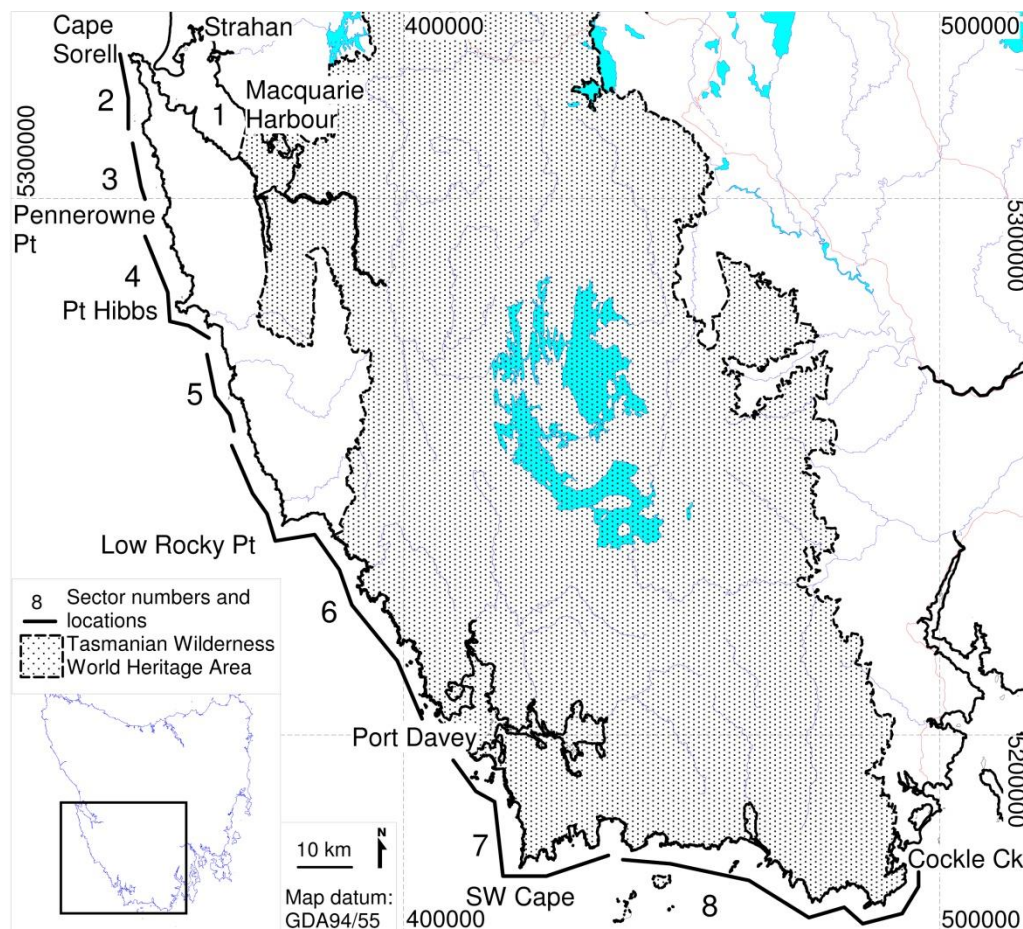 Cape
Sorell
Strahan
400000
500000
2
1
Macquarie
Harbour
5300000
3
Pennerowne
Pt
5300000
4
Pt Hibbs
5
Low Rocky Pt
6
8 Sector numbers and
locations
Tasmanian Wilderness
World Heritage Area
Port Davey
5200000
10 km
N
Map datum:
GDA94/55
7
SW Cape
8
Cockle Ck
400000
500000